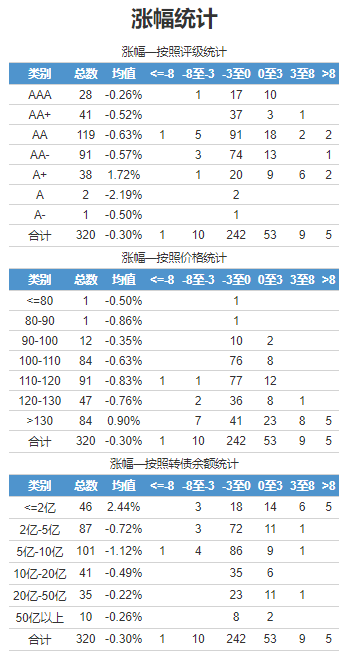 涨幅统计
涨幅—按照评级统计
类别 总数 均值 <=-8 -8至-3 -3至0 0至3 3至8 >8
AAA 28 -0.26% 1 17 10
AA+ 41 -0.52% 37 3 1
AA 119 -0.63% 1 5 91 18 2 2
AA- 91 -0.57% 3 74 13 1
A+ 38 1.72% 1 20 9 6 2
A 2 -2.19% 2
A- 1 -0.50% 1
合计 320 -0.30% 1 10 242 53 9 5
涨幅—按照价格统计
类别 总数 均值 <=-8 -8至-3 -3至0 0至3 3至8 >8
<=80 1 -0.50% 1
80-90 1 -0.86% 1
90-100 12 -0.35% 10 2
100-110 84 -0.63% 76 8
110-120 91 -0.83% 1 1 77 12
120-130 47 -0.76% 2 36 8 1
>130 84 0.90% 7 41 23 8 5
合计 320 -0.30% 1 10 242 53 9 5
涨幅—按照转债余额统计
类别 总数 均值 <=-8 -8至-3 -3至0 0至3 3至8 >8
<=2亿 46 2.44% 3 18 14 6 5
2亿-5亿 87 -0.72% 3 72 11 1
5亿-10亿 101 -1.12% 1 4 86 9 1
10亿-20亿 41 -0.49% 35 6
20亿-50亿 35 -0.22% 23 11 1
50亿以上 10 -0.26% 8 2
合计 320 -0.30% 1 10 242 53 9 5